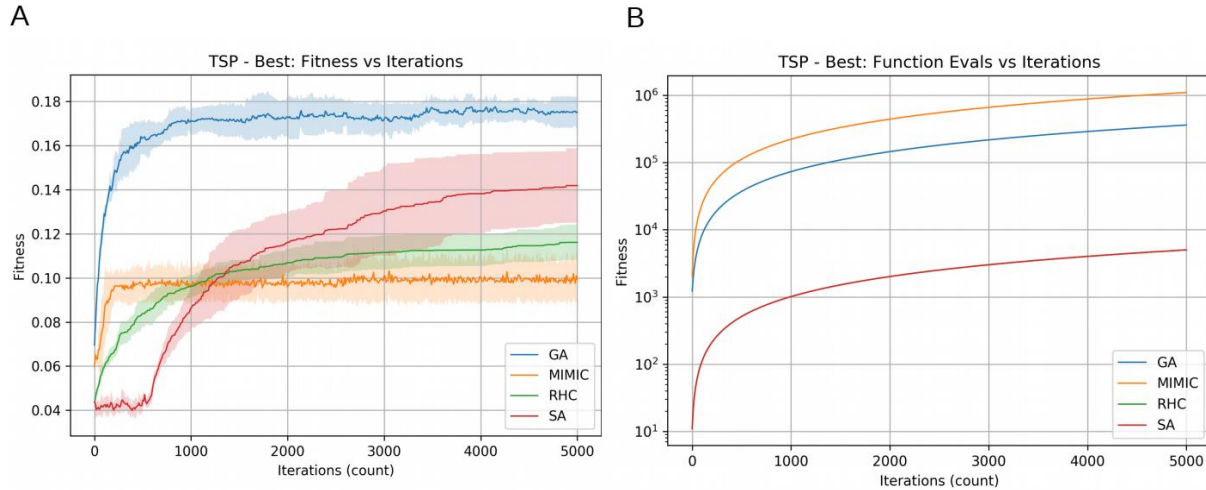 A
TSP - Best: Fitness vs Iterations
Fitness
0.18
0.16
0.14
0.12
0.10
0.08
0.06
0.04
0 1000 2000 3000 4000 5000
Iterations (count)
GA
MIMIC
RHC
SA
B
TSP - Best: Function Evals vs Iterations
Fitness
10⁶
10⁵
10⁴
10³
10²
10¹
0 1000 2000 3000 4000 5000
Iterations (count)
GA
MIMIC
RHC
SA